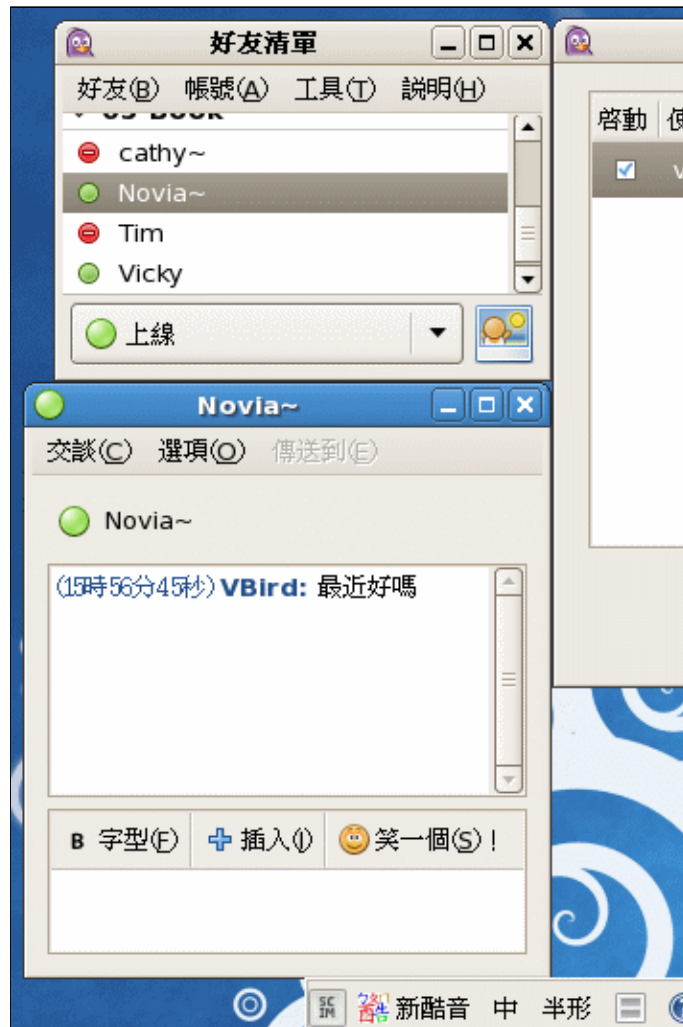 好友清單
好友(B) 帳號(A) 工具(T) 說明(H)
cathy~
Novia~
Tim
Vicky
上線
啓動
Novia~
交談(C) 選項(O) 傳送到(E)
Novia~
(15時56分45秒) VBird: 最近好嗎
B 字型(F) 插入(I) 笑一個(S)!
SCIM 新酷音 中 半形